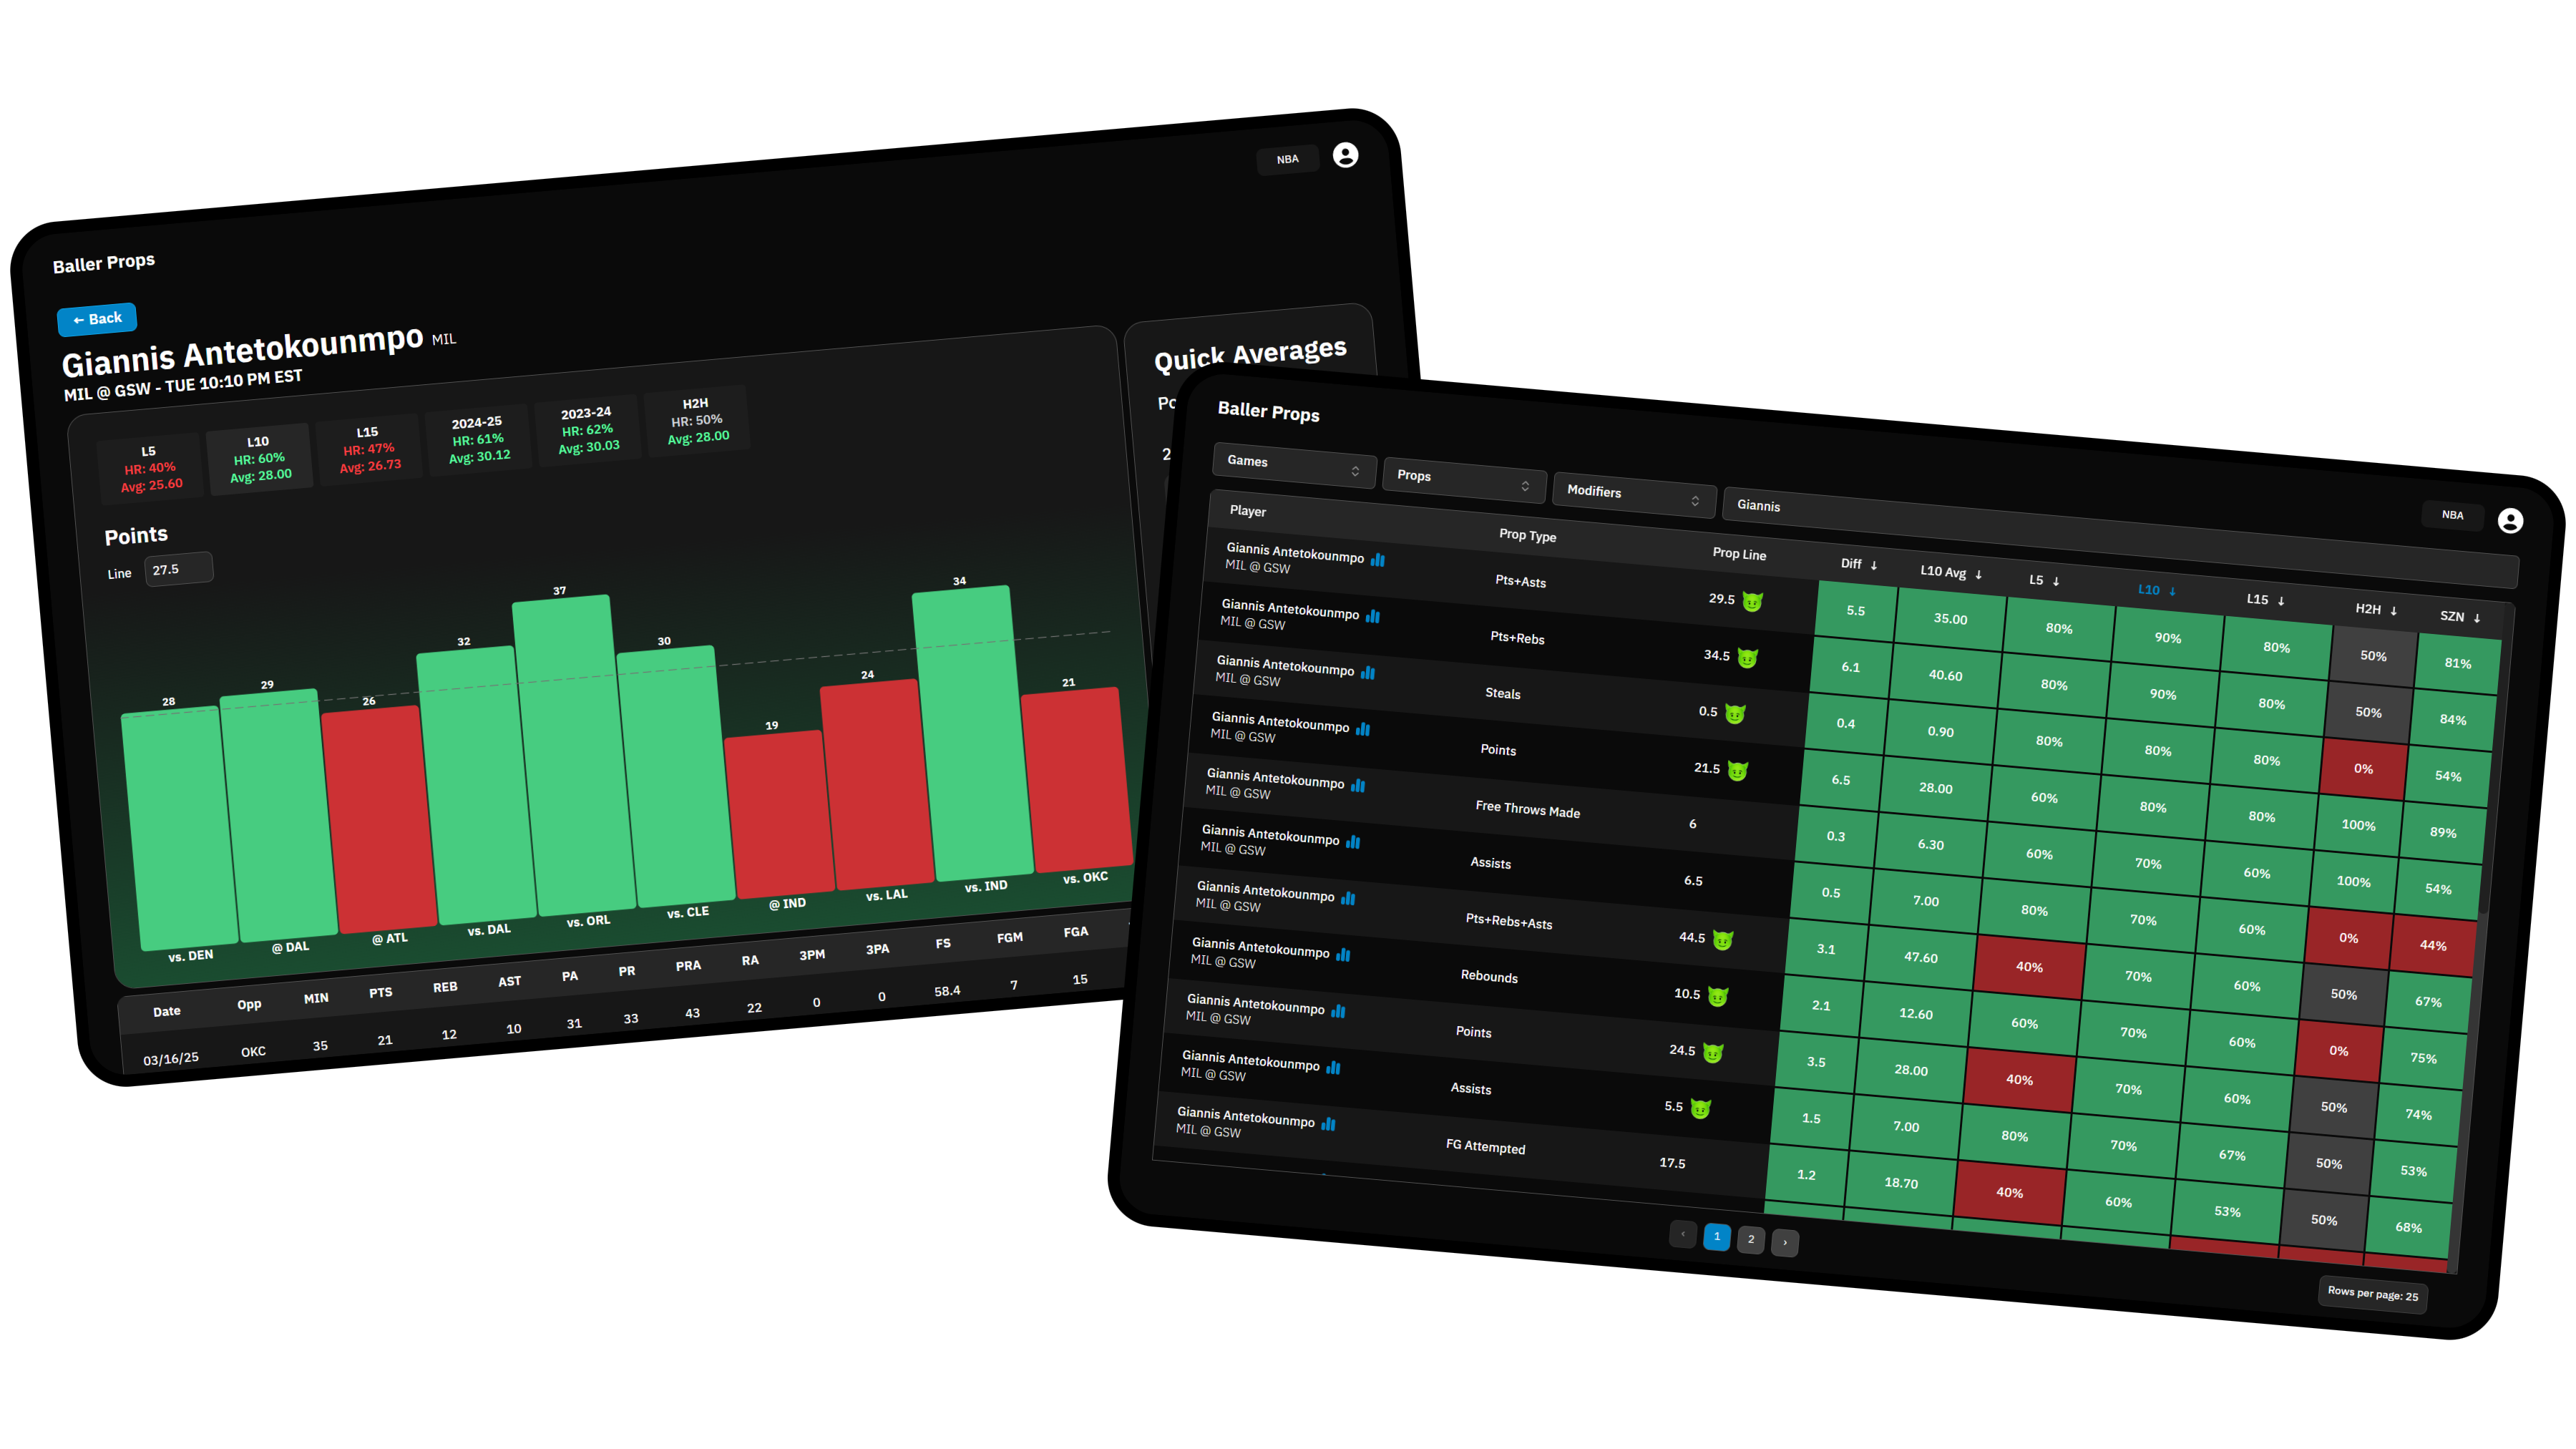 NBA
Baller Props
← Back
Giannis Antetokounmpo MIL
MIL @ GSW - TUE 10:10 PM EST
L5
HR: 40%
Avg: 25.60
L10
HR: 60%
Avg: 28.00
L15
HR: 47%
Avg: 26.73
2024-25
HR: 61%
Avg: 30.12
2023-24
HR: 62%
Avg: 30.03
H2H
HR: 50%
Avg: 28.00
Points
Line 27.5
28 29 26 32 37 30 19 24 34 21
vs. DEN @ DAL @ ATL vs. DAL vs. ORL vs. CLE @ IND vs. LAL vs. IND vs. OKC
Date Opp MIN PTS REB AST PA PR PRA RA 3PM 3PA FS FGM FGA
03/16/25 OKC 35 21 12 10 31 33 43 22 0 0 58.4 7 15
Quick Averages
Baller Props
NBA
Games Props Modifiers Giannis
Player Prop Type Prop Line Diff ↓ L10 Avg ↓ L5 ↓ L10 ↓ L15 ↓ H2H ↓ SZN ↓
Giannis Antetokounmpo Pts+Asts 29.5 5.5 35.00 80% 90% 80% 50% 81%
MIL @ GSW
Giannis Antetokounmpo Pts+Rebs 34.5 6.1 40.60 80% 90% 80% 50% 84%
MIL @ GSW
Giannis Antetokounmpo Steals 0.5 0.4 0.90 80% 80% 80% 0% 54%
MIL @ GSW
Giannis Antetokounmpo Points 21.5 6.5 28.00 60% 80% 80% 100% 89%
MIL @ GSW
Giannis Antetokounmpo Free Throws Made 6 0.3 6.30 60% 70% 60% 100% 54%
MIL @ GSW
Giannis Antetokounmpo Assists 6.5 0.5 7.00 80% 70% 60% 0% 44%
MIL @ GSW
Giannis Antetokounmpo Pts+Rebs+Asts 44.5 3.1 47.60 40% 70% 60% 50% 67%
MIL @ GSW
Giannis Antetokounmpo Rebounds 10.5 2.1 12.60 60% 70% 60% 0% 75%
MIL @ GSW
Giannis Antetokounmpo Points 24.5 3.5 28.00 40% 70% 60% 50% 74%
MIL @ GSW
Giannis Antetokounmpo Assists 5.5 1.5 7.00 80% 70% 67% 50% 53%
MIL @ GSW
Giannis Antetokounmpo FG Attempted 17.5 1.2 18.70 40% 60% 53% 50% 68%
MIL @ GSW
‹ 1 2 ›
Rows per page: 25